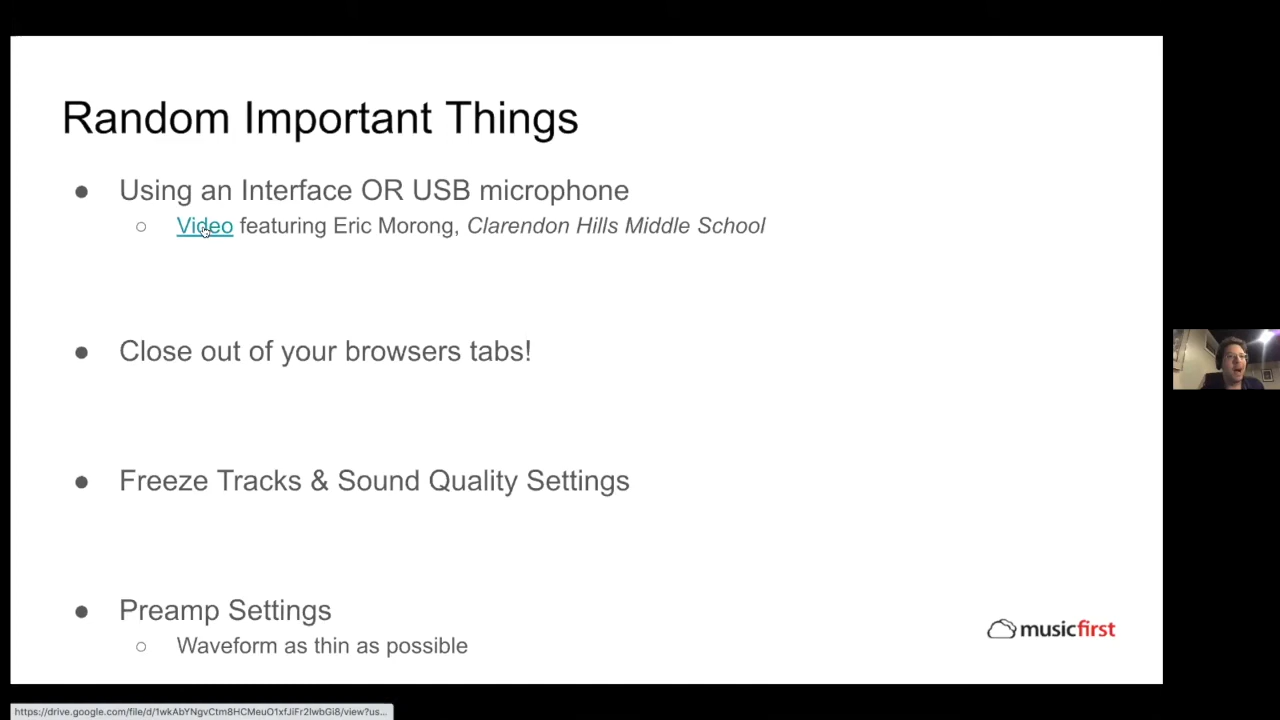 Random Important Things
● Using an Interface OR USB microphone
○ Video featuring Eric Morong, Clarendon Hills Middle School
● Close out of your browsers tabs!
● Freeze Tracks & Sound Quality Settings
● Preamp Settings
musicfirst
○ Waveform as thin as possible
https://drive.google.com/file/d/1wkAbYNgvCtm8HCMeuO1xfJiFr2IwbGi8/view?us...